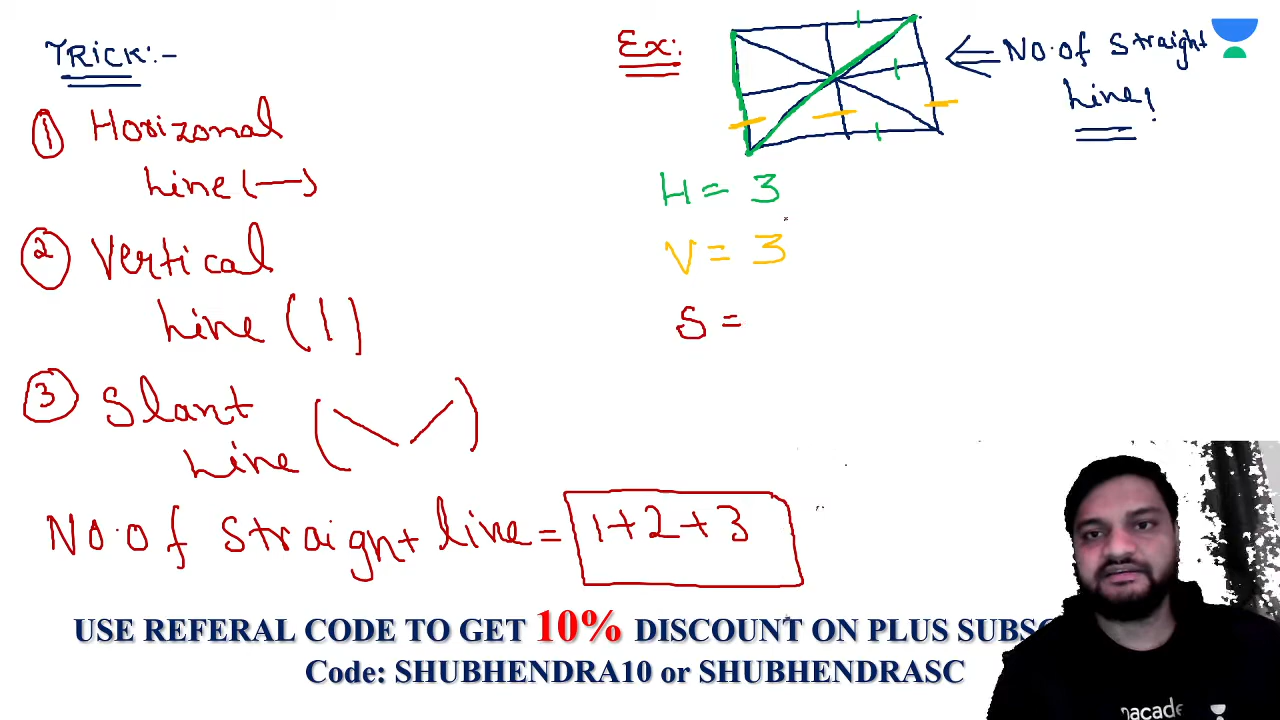 TRICK:-
① Horizonal
Line (—)
② Vertical
Line (|)
③ Slant
Line (\ /)
No. of Straight line = 1+2+3
Ex:
No. of Straight
Line?
H = 3
V = 3
S =
USE REFERAL CODE TO GET 10% DISCOUNT ON PLUS SUBSC
Code: SHUBHENDRA10 or SHUBHENDRASC
nacade